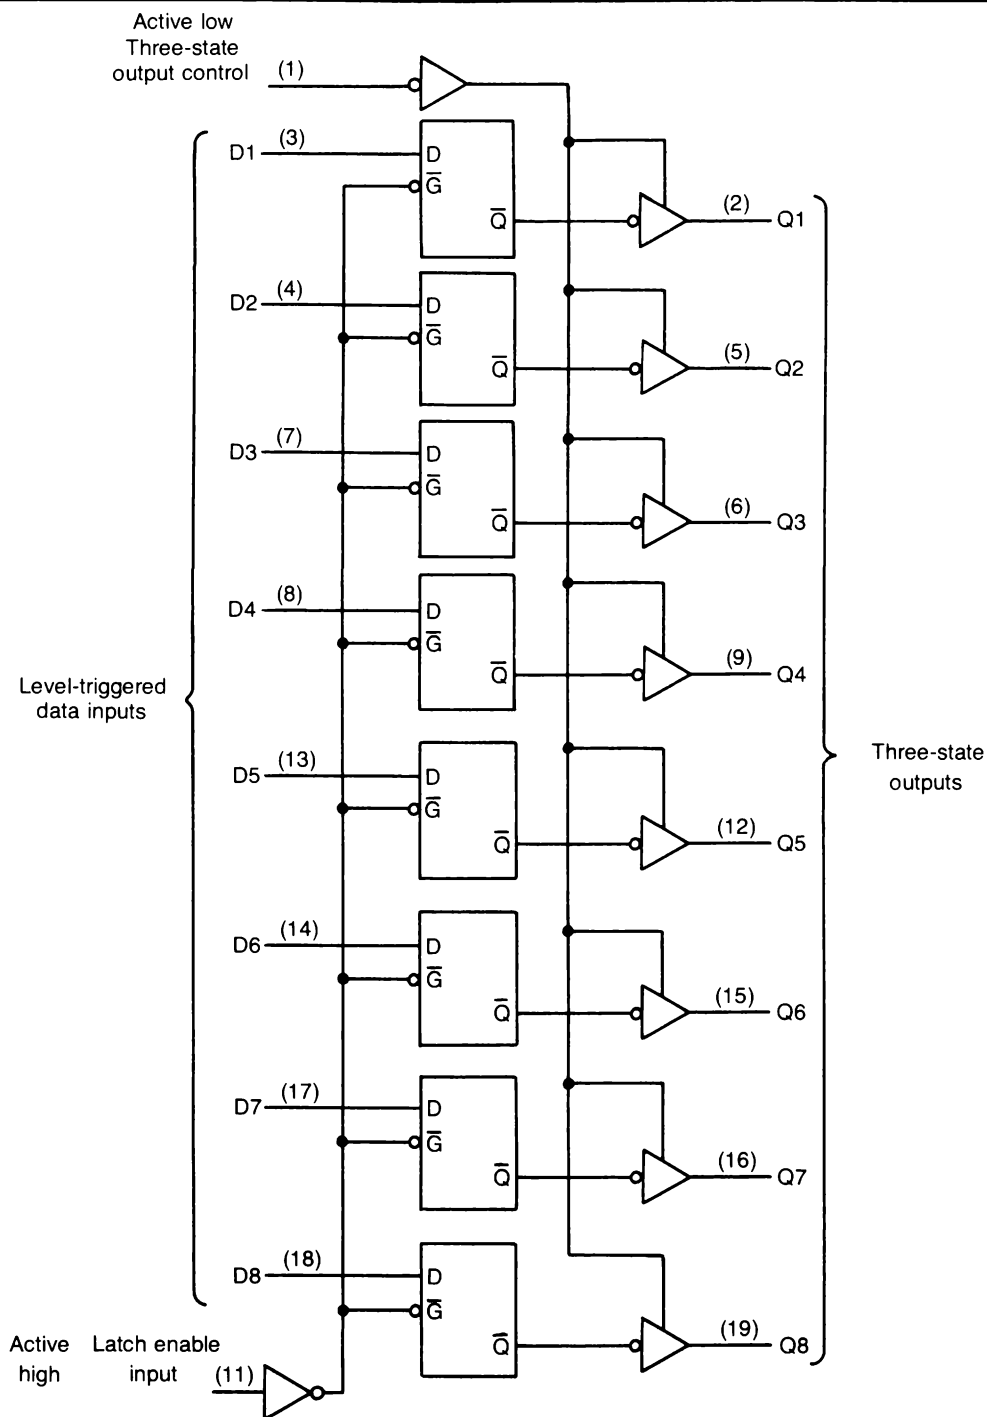 Active low
Three-state
output control
(1)
D1 (3) D
G̅
Q̅ (2) Q1
D2 (4) D
G̅
Q̅ (5) Q2
D3 (7) D
G̅
Q̅ (6) Q3
D4 (8) D
G̅
Q̅ (9) Q4
Level-triggered
data inputs
Three-state
outputs
D5 (13) D
G̅
Q̅ (12) Q5
D6 (14) D
G̅
Q̅ (15) Q6
D7 (17) D
G̅
Q̅ (16) Q7
D8 (18) D
G̅
Q̅ (19) Q8
Active
high
Latch enable
input
(11)